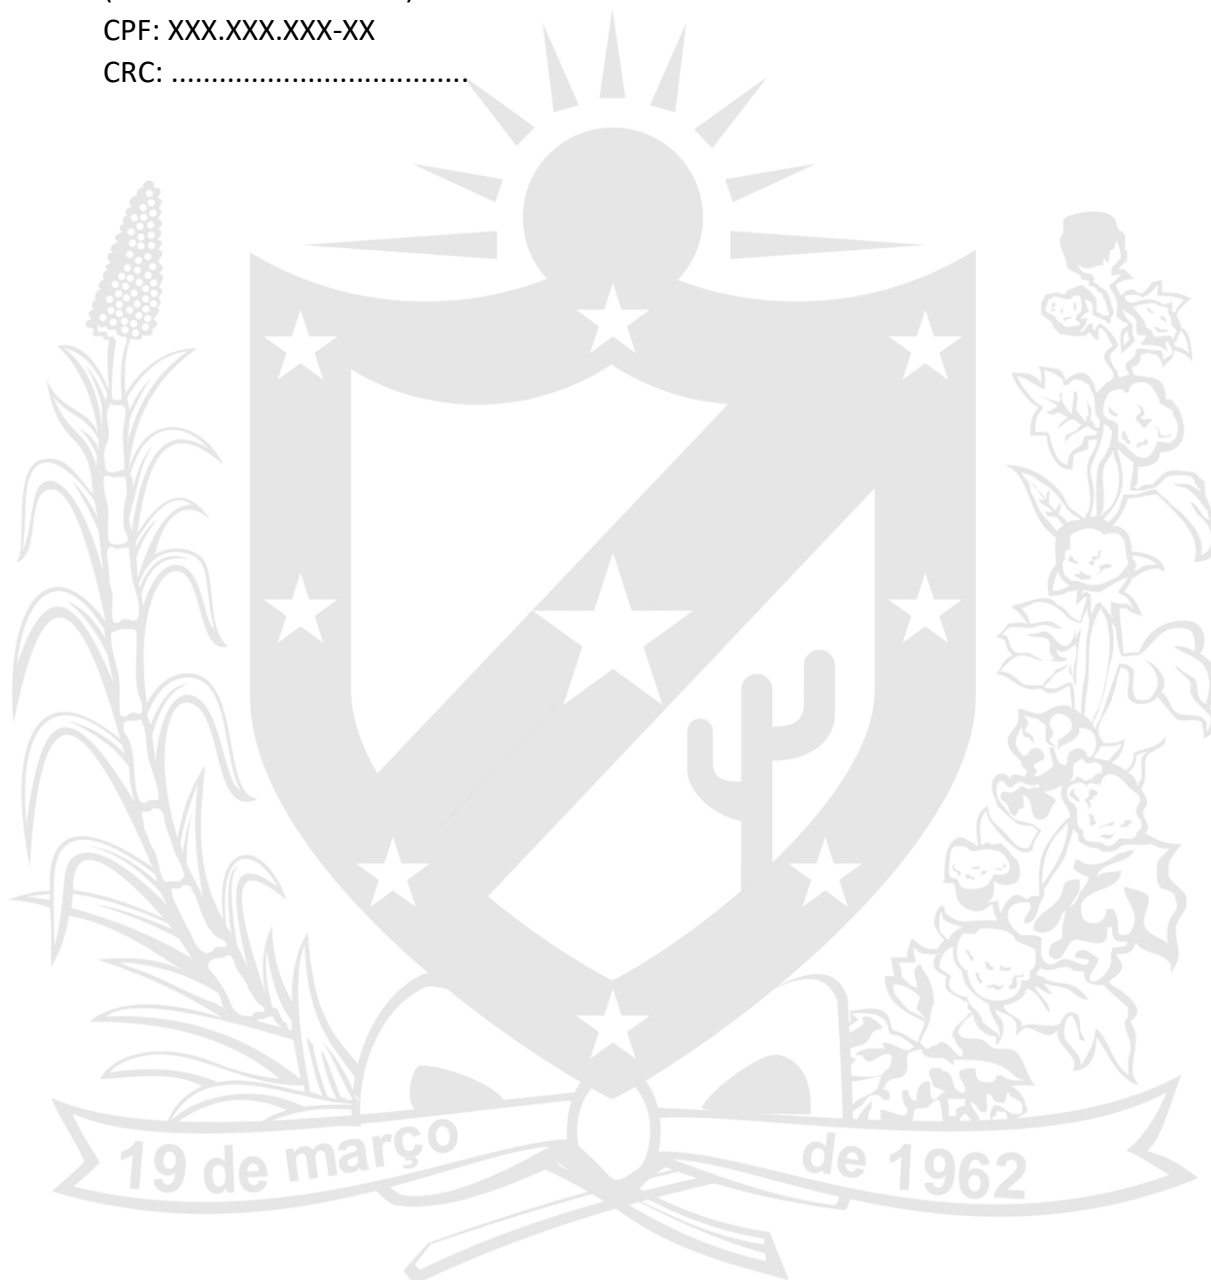 CPF: XXX.XXX.XXX-XX
CRC: .....................................
19 de março
de 1962